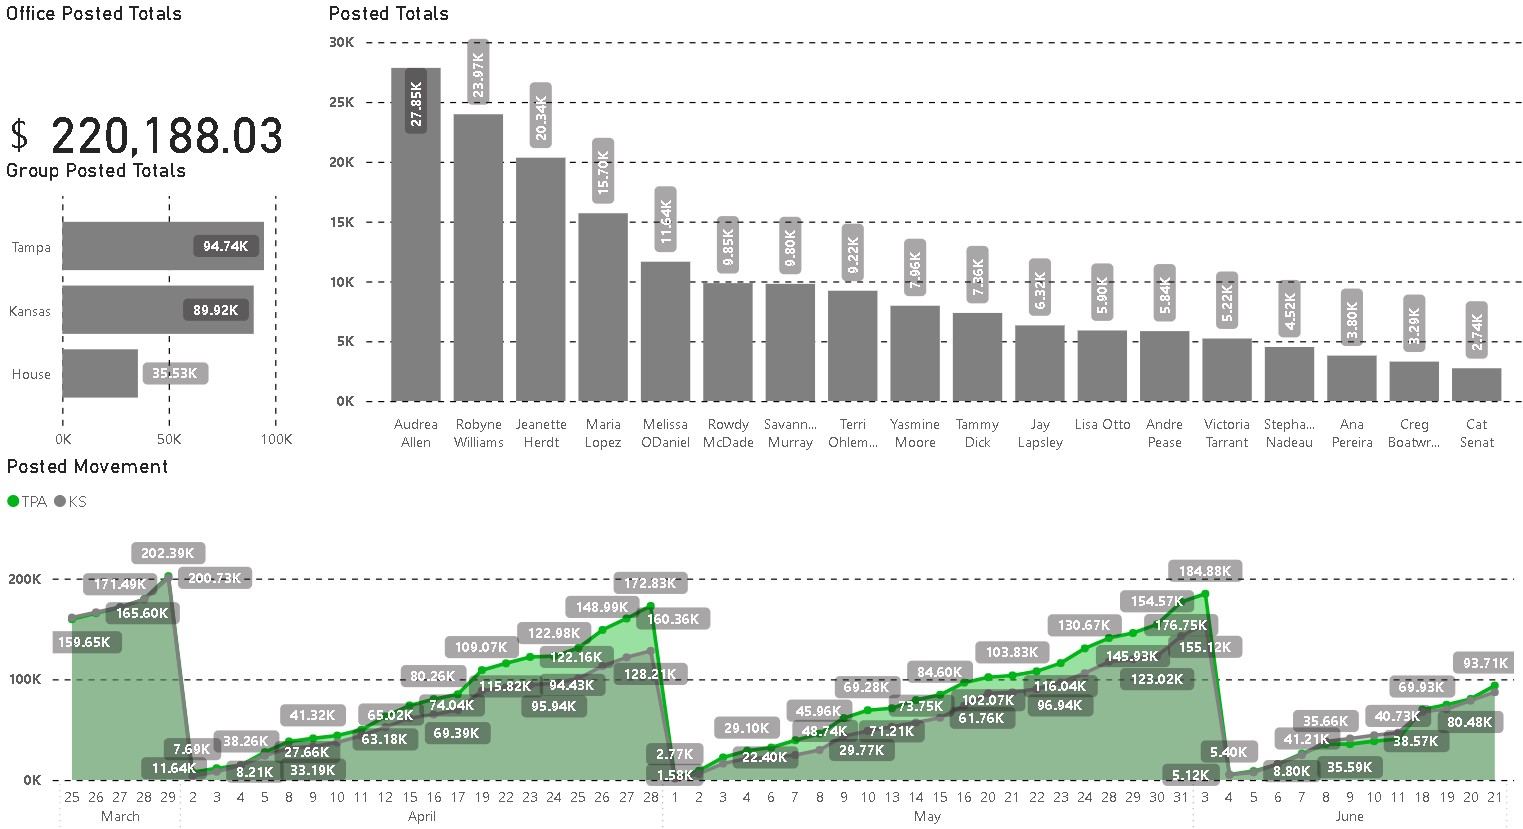 Office Posted Totals
$ 220,188.03
Group Posted Totals
Tampa
94.74K
Kansas
89.92K
House
35.53K
0K 50K 100K
Posted Totals
30K
25K
20K
15K
10K
5K
0K
27.85K 23.97K 20.34K 15.70K 11.64K 9.85K 9.80K 9.22K 7.96K 7.36K 6.32K 5.90K 5.84K 5.22K 4.52K 3.80K 3.29K 2.74K
Audrea Robyne Jeanette Maria Melissa Rowdy Savann... Terri Yasmine Tammy Jay Lisa Otto Andre Victoria Stepha... Ana Creg Cat
Allen Williams Herdt Lopez ODaniel McDade Murray Ohlem... Moore Dick Lapsley Pease Tarrant Nadeau Pereira Boatwr... Senat
Posted Movement
TPA KS
200K
100K
0K
159.65K 171.49K 165.60K 202.39K 200.73K
11.64K 7.69K 38.26K 8.21K 41.32K 27.66K 33.19K 65.02K 63.18K 80.26K 74.04K 69.39K 109.07K 115.82K 122.98K 95.94K 122.16K 94.43K 148.99K 172.83K 160.36K 128.21K
2.77K 1.58K 29.10K 22.40K 45.96K 48.74K 29.77K 69.28K 71.21K 73.75K 84.60K 61.76K 102.07K 103.83K 96.94K 116.04K 130.67K 145.93K 123.02K 154.57K 176.75K 155.12K 184.88K
5.12K 5.40K 8.80K 41.21K 35.66K 35.59K 40.73K 38.57K 69.93K 80.48K 93.71K
25 26 27 28 29 2 3 4 5 8 9 10 11 12 15 16 17 19 22 23 24 25 26 27 28 1 2 3 4 6 7 8 9 10 13 14 15 16 20 21 22 23 24 28 29 30 31 3 4 5 6 7 8 9 10 11 18 19 20 21
March April May June